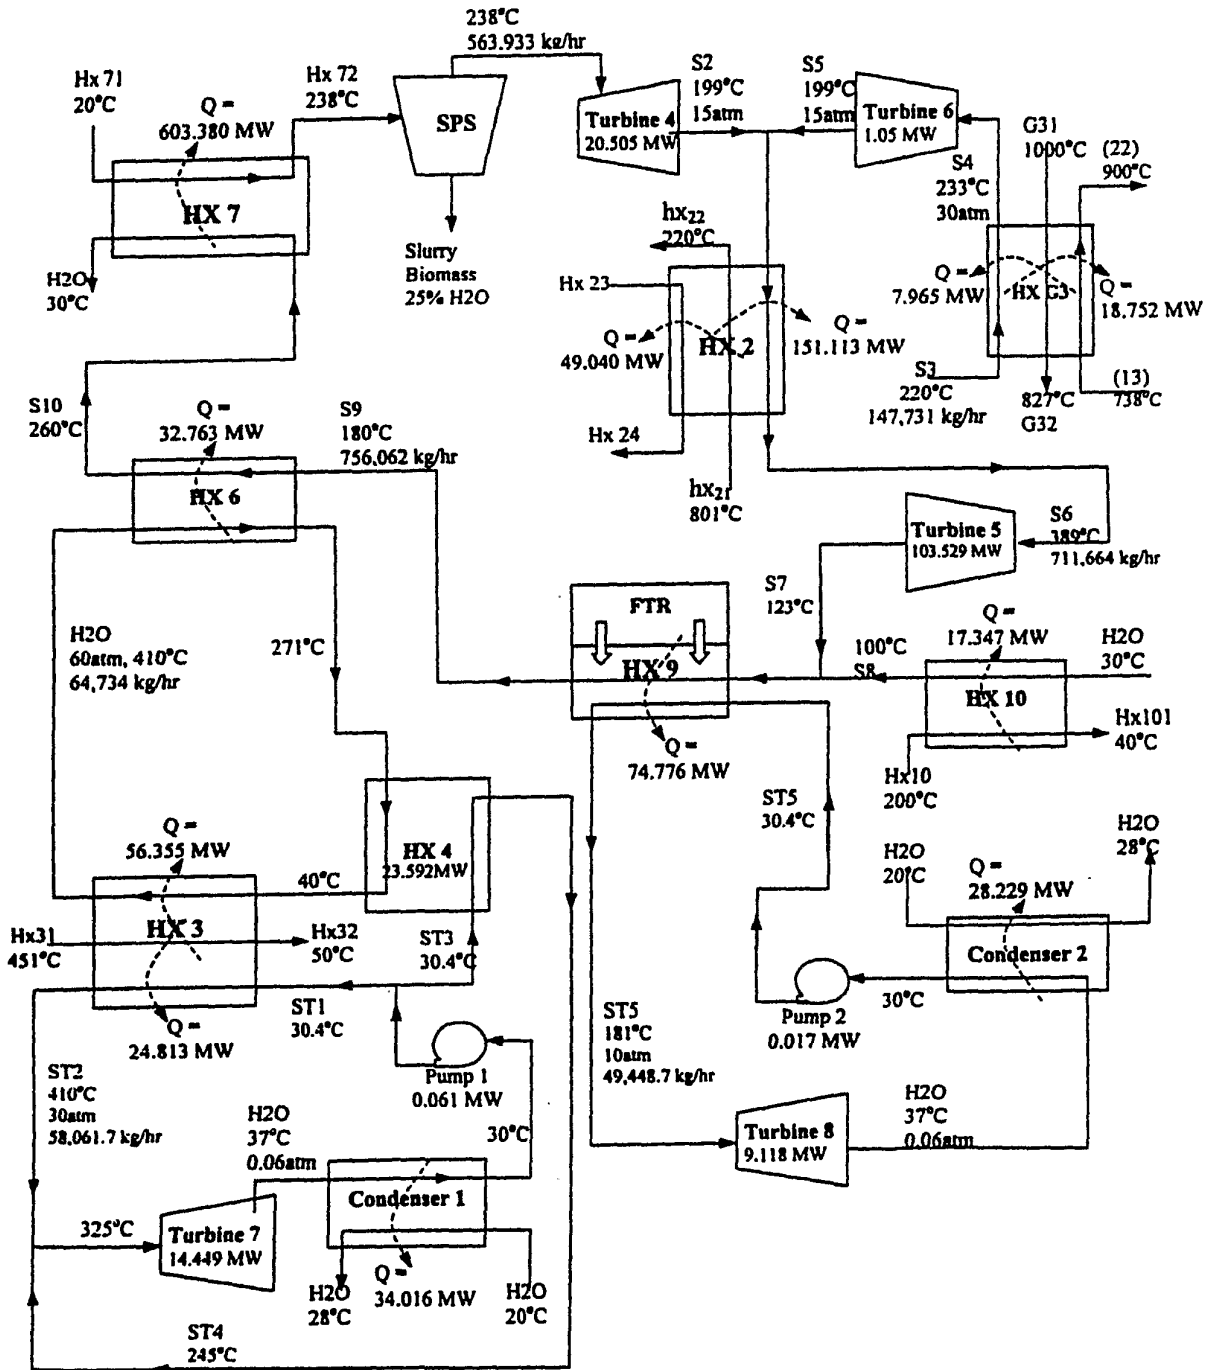 238°C
563.933 kg/hr
Hx 71
20°C
Q =
603.380 MW
Hx 72
238°C
SPS
HX 7
H2O
30°C
Slurry
Biomass
25% H2O
Turbine 4
20.505 MW
S2
199°C
15atm
S5
199°C
15atm
Turbine 6
1.05 MW
G31
1000°C
(22)
900°C
S4
233°C
30atm
hx22
220°C
Hx 23
Q =
49.040 MW
HX 2
Q =
151.113 MW
Hx 24
hx21
801°C
Q =
7.965 MW
HX G3
Q =
18.752 MW
S3
220°C
147,731 kg/hr
827°C
G32
(13)
738°C
S10
260°C
Q =
32.763 MW
S9
180°C
756,062 kg/hr
HX 6
Turbine 5
103.529 MW
S6
389°C
711,664 kg/hr
S7
123°C
H2O
60atm, 410°C
64,734 kg/hr
271°C
FTR
HX 9
Q =
74.776 MW
100°C
S8
Q =
17.347 MW
H2O
30°C
HX 10
Hx101
40°C
Hx10
200°C
ST5
30.4°C
HX 4
23.592MW
Q =
56.355 MW
40°C
HX 3
Hx31
451°C
Hx32
50°C
ST3
30.4°C
ST1
30.4°C
Q =
24.813 MW
H2O
20°C
Q =
28.229 MW
H2O
28°C
Condenser 2
30°C
Pump 2
0.017 MW
ST5
181°C
10atm
49,448.7 kg/hr
ST2
410°C
30atm
58,061.7 kg/hr
Pump 1
0.061 MW
H2O
37°C
0.06atm
30°C
Turbine 8
9.118 MW
H2O
37°C
0.06atm
325°C
Turbine 7
14.449 MW
Condenser 1
H2O
28°C
Q =
34.016 MW
H2O
20°C
ST4
245°C